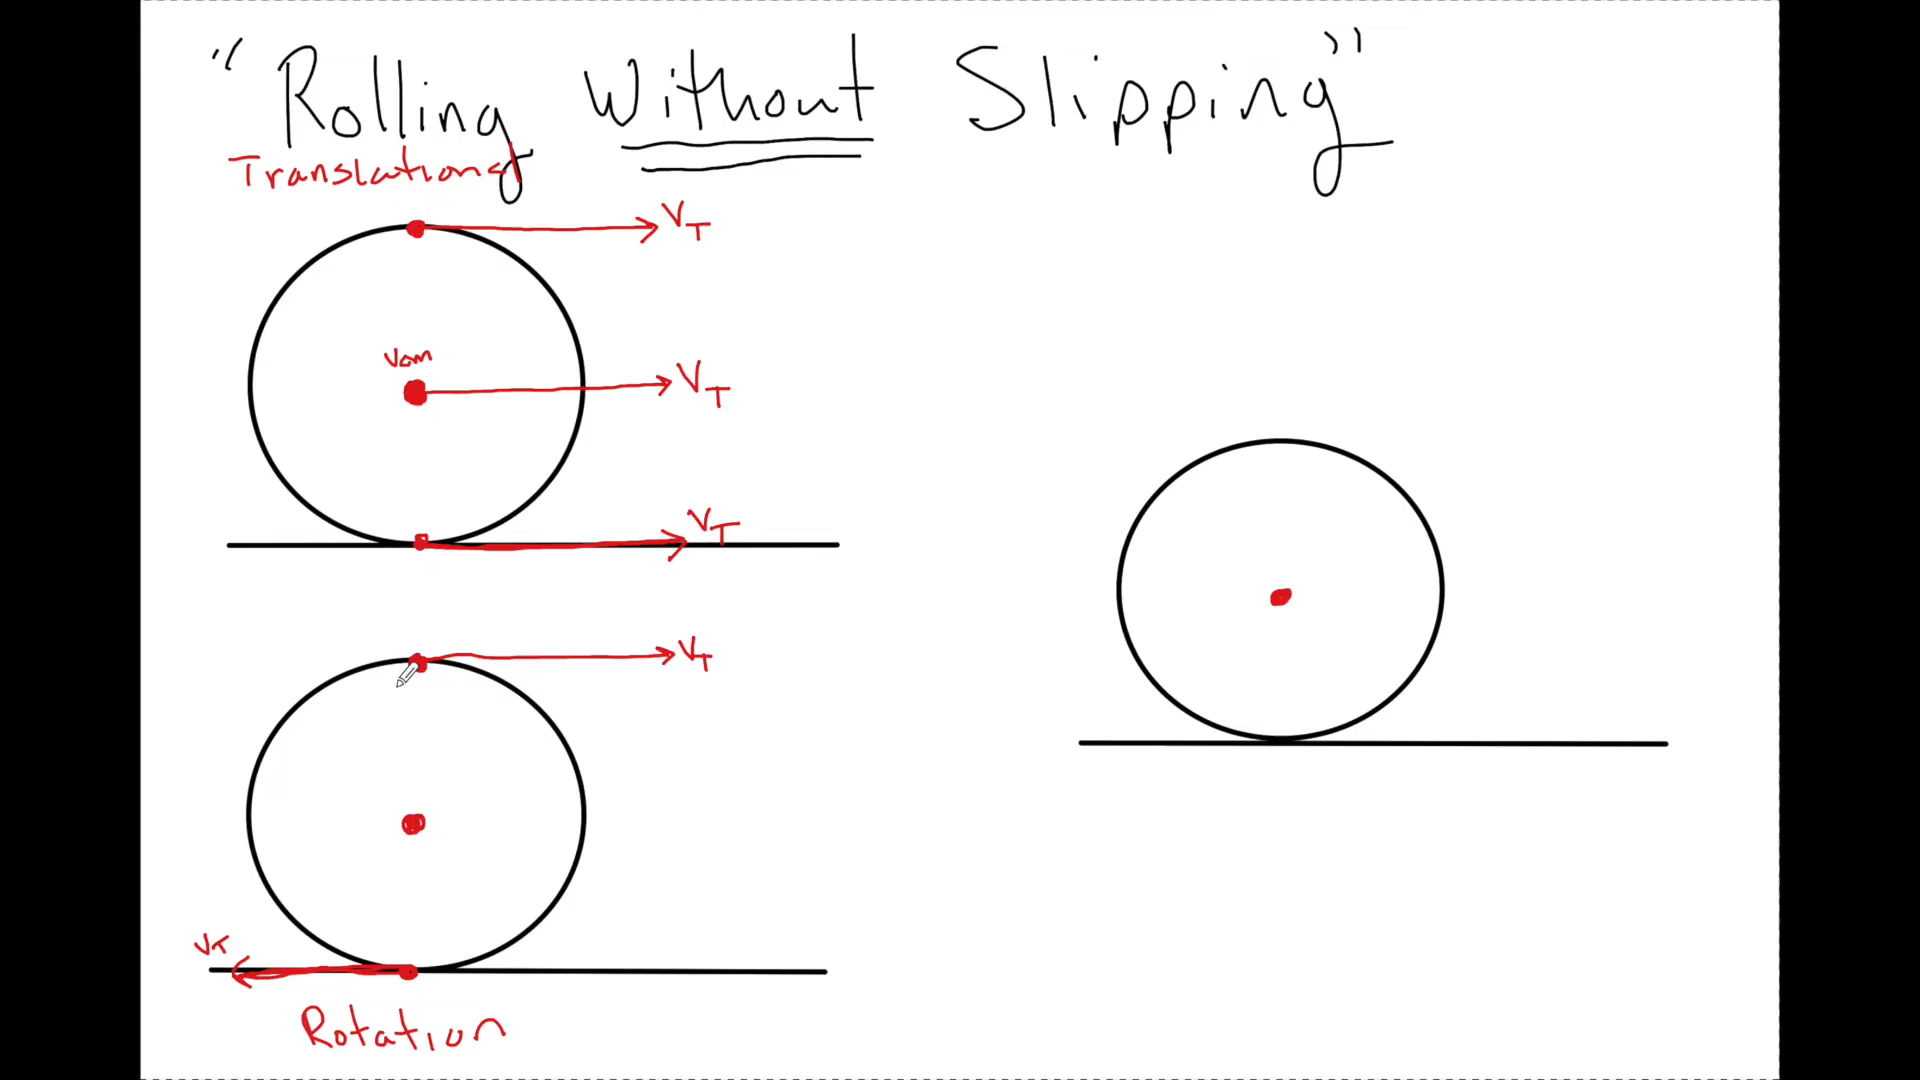 "Rolling Without Slipping"
Translational
VT
Vcm
VT
VT
VT
VT
Rotation